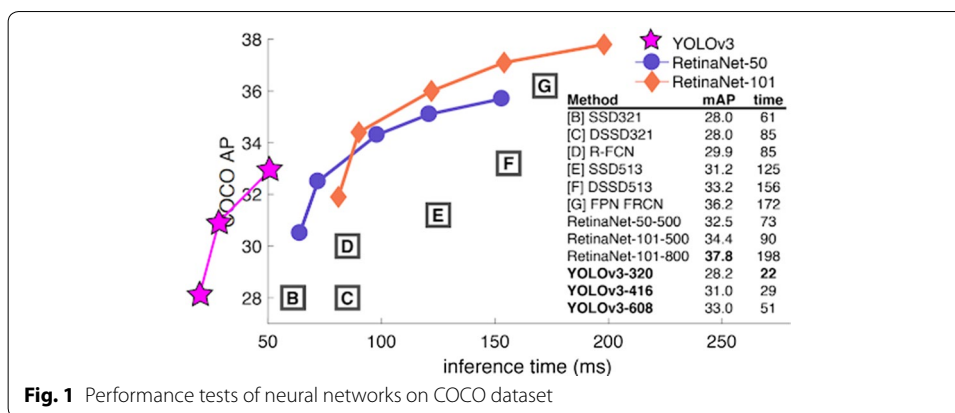 38
36
34
32
30
28
COCO AP
50
100
150
200
250
inference time (ms)
B
C
D
E
F
G
YOLOv3
RetinaNet-50
RetinaNet-101
Method mAP time
[B] SSD321 28.0 61
[C] DSSD321 28.0 85
[D] R-FCN 29.9 85
[E] SSD513 31.2 125
[F] DSSD513 33.2 156
[G] FPN FRCN 36.2 172
RetinaNet-50-500 32.5 73
RetinaNet-101-500 34.4 90
RetinaNet-101-800 37.8 198
YOLOv3-320 28.2 22
YOLOv3-416 31.0 29
YOLOv3-608 33.0 51
Fig. 1 Performance tests of neural networks on COCO dataset